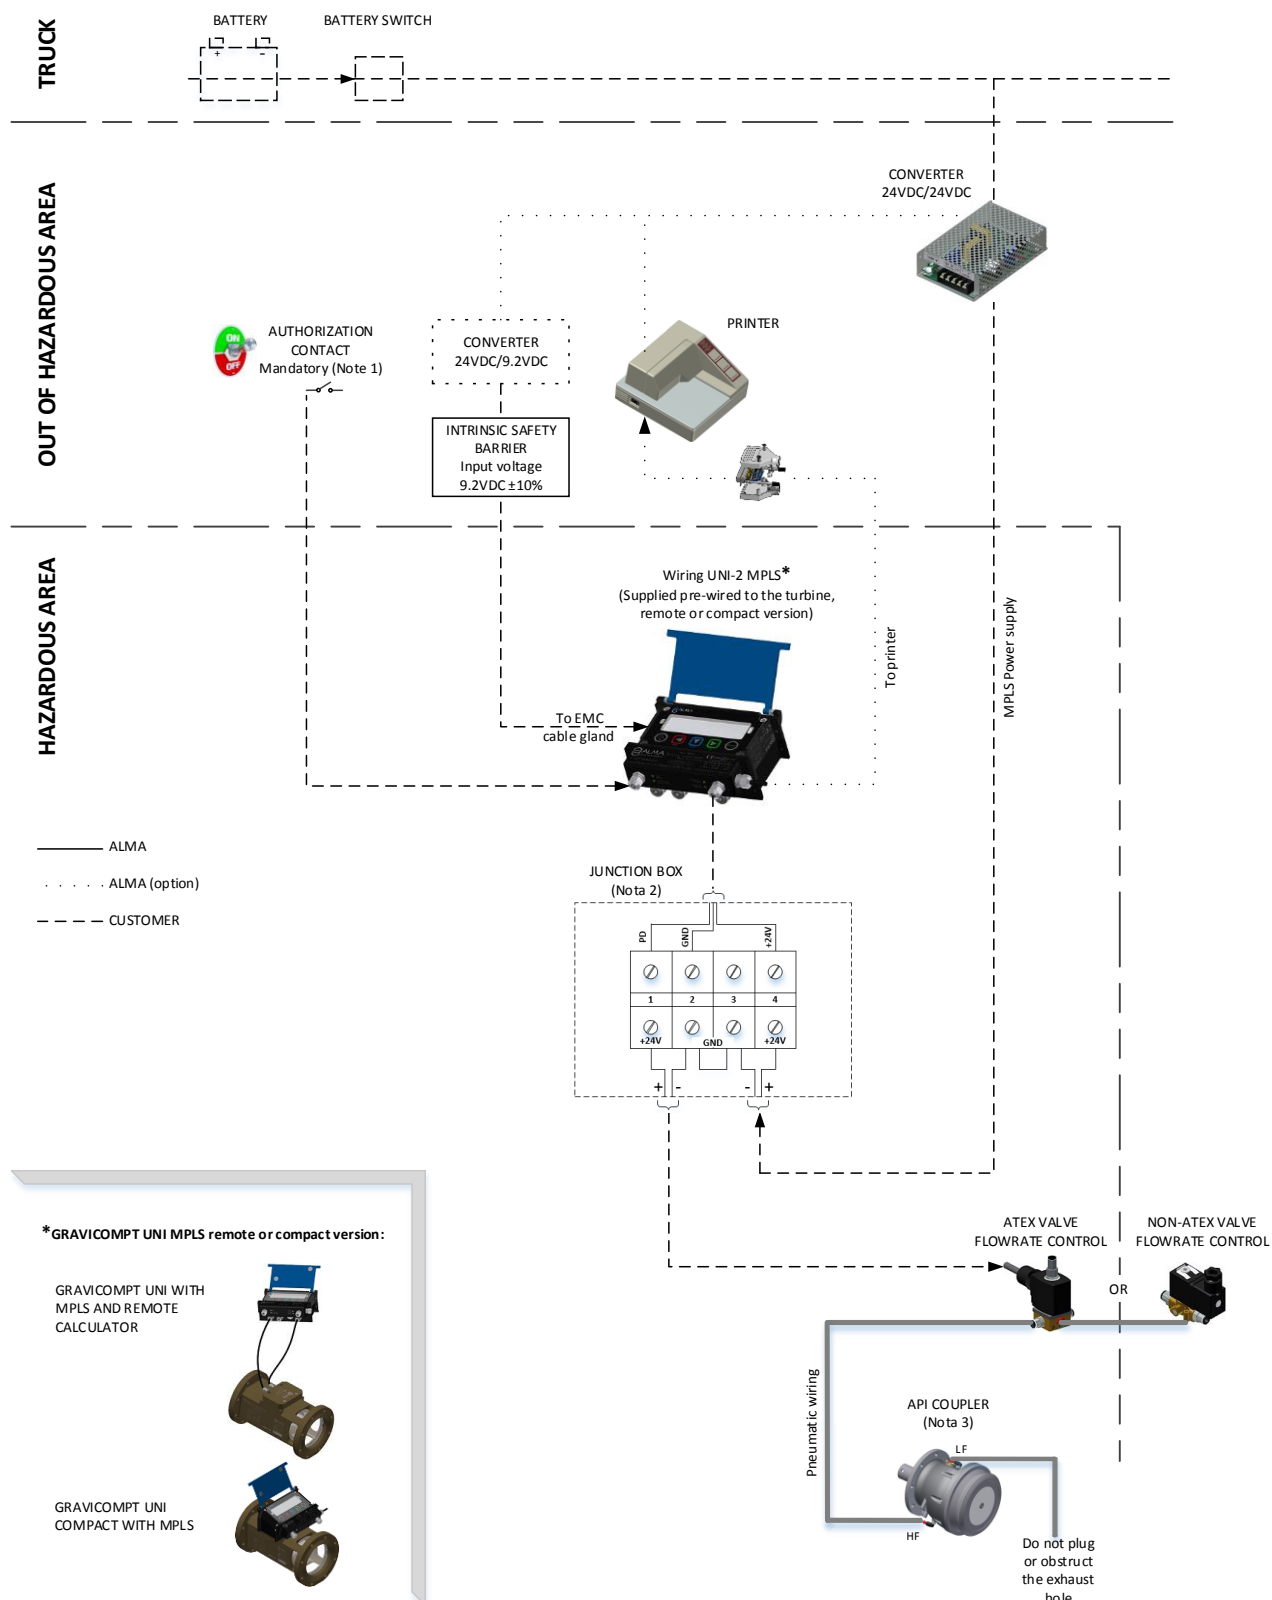 TRUCK
BATTERY
BATTERY SWITCH
+
-
OUT OF HAZARDOUS AREA
CONVERTER
24VDC/24VDC
AUTHORIZATION
CONTACT
Mandatory (Note 1)
ON
OFF
CONVERTER
24VDC/9.2VDC
PRINTER
INTRINSIC SAFETY
BARRIER
Input voltage
9.2VDC ±10%
HAZARDOUS AREA
Wiring UNI-2 MPLS*
(Supplied pre-wired to the turbine,
remote or compact version)
To printer
MPLS Power supply
To EMC
cable gland
ALMA
ALMA
ALMA (option)
CUSTOMER
JUNCTION BOX
(Nota 2)
PD
GND
+24V
1
2
3
4
+24V
GND
+24V
+
-
-
+
*GRAVICOMPT UNI MPLS remote or compact version:
GRAVICOMPT UNI WITH
MPLS AND REMOTE
CALCULATOR
GRAVICOMPT UNI
COMPACT WITH MPLS
ATEX VALVE
FLOWRATE CONTROL
OR
NON-ATEX VALVE
FLOWRATE CONTROL
Pneumatic wiring
API COUPLER
(Nota 3)
LF
HF
Do not plug
or obstruct
the exhaust
hole